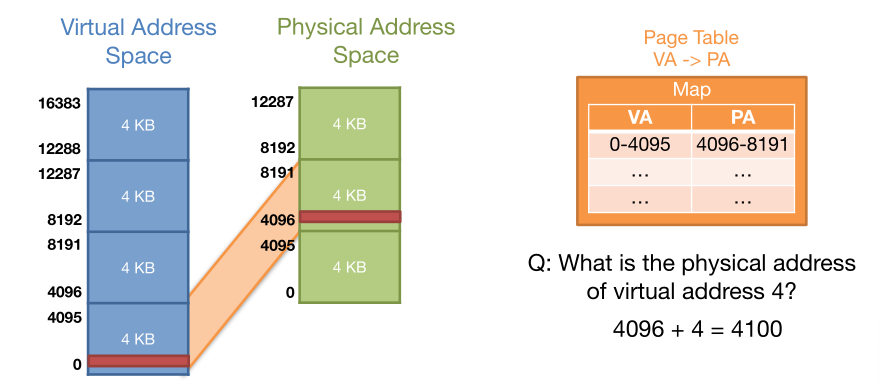 Virtual Address
Space
16383
4 KB
12288
12287
4 KB
8192
8191
4 KB
4096
4095
4 KB
0
Physical Address
Space
12287
4 KB
8192
8191
4 KB
4096
4095
4 KB
0
Page Table
VA -> PA
Map
VA PA
0-4095 4096-8191
... ...
... ...
Q: What is the physical address
of virtual address 4?
4096 + 4 = 4100